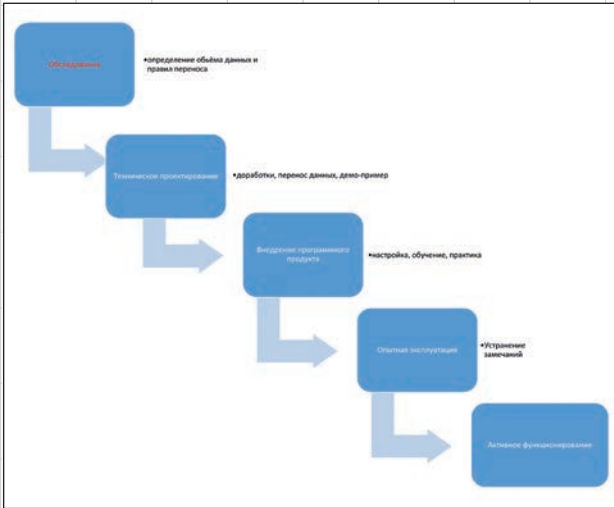 Обследование
•определение объёма данных и
правил переноса
Техническое проектирование
•доработки, перенос данных, демо-пример
Внедрение программного
продукта
•настройка, обучение, практика
Опытная эксплуатация
•Устранение
замечаний
Активное функционирование